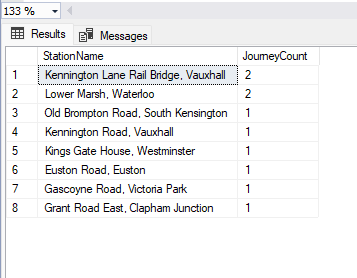 133 %
Results Messages
StationName JourneyCount
1 Kennington Lane Rail Bridge, Vauxhall 2
2 Lower Marsh, Waterloo 2
3 Old Brompton Road, South Kensington 1
4 Kennington Road, Vauxhall 1
5 Kings Gate House, Westminster 1
6 Euston Road, Euston 1
7 Gascoyne Road, Victoria Park 1
8 Grant Road East, Clapham Junction 1